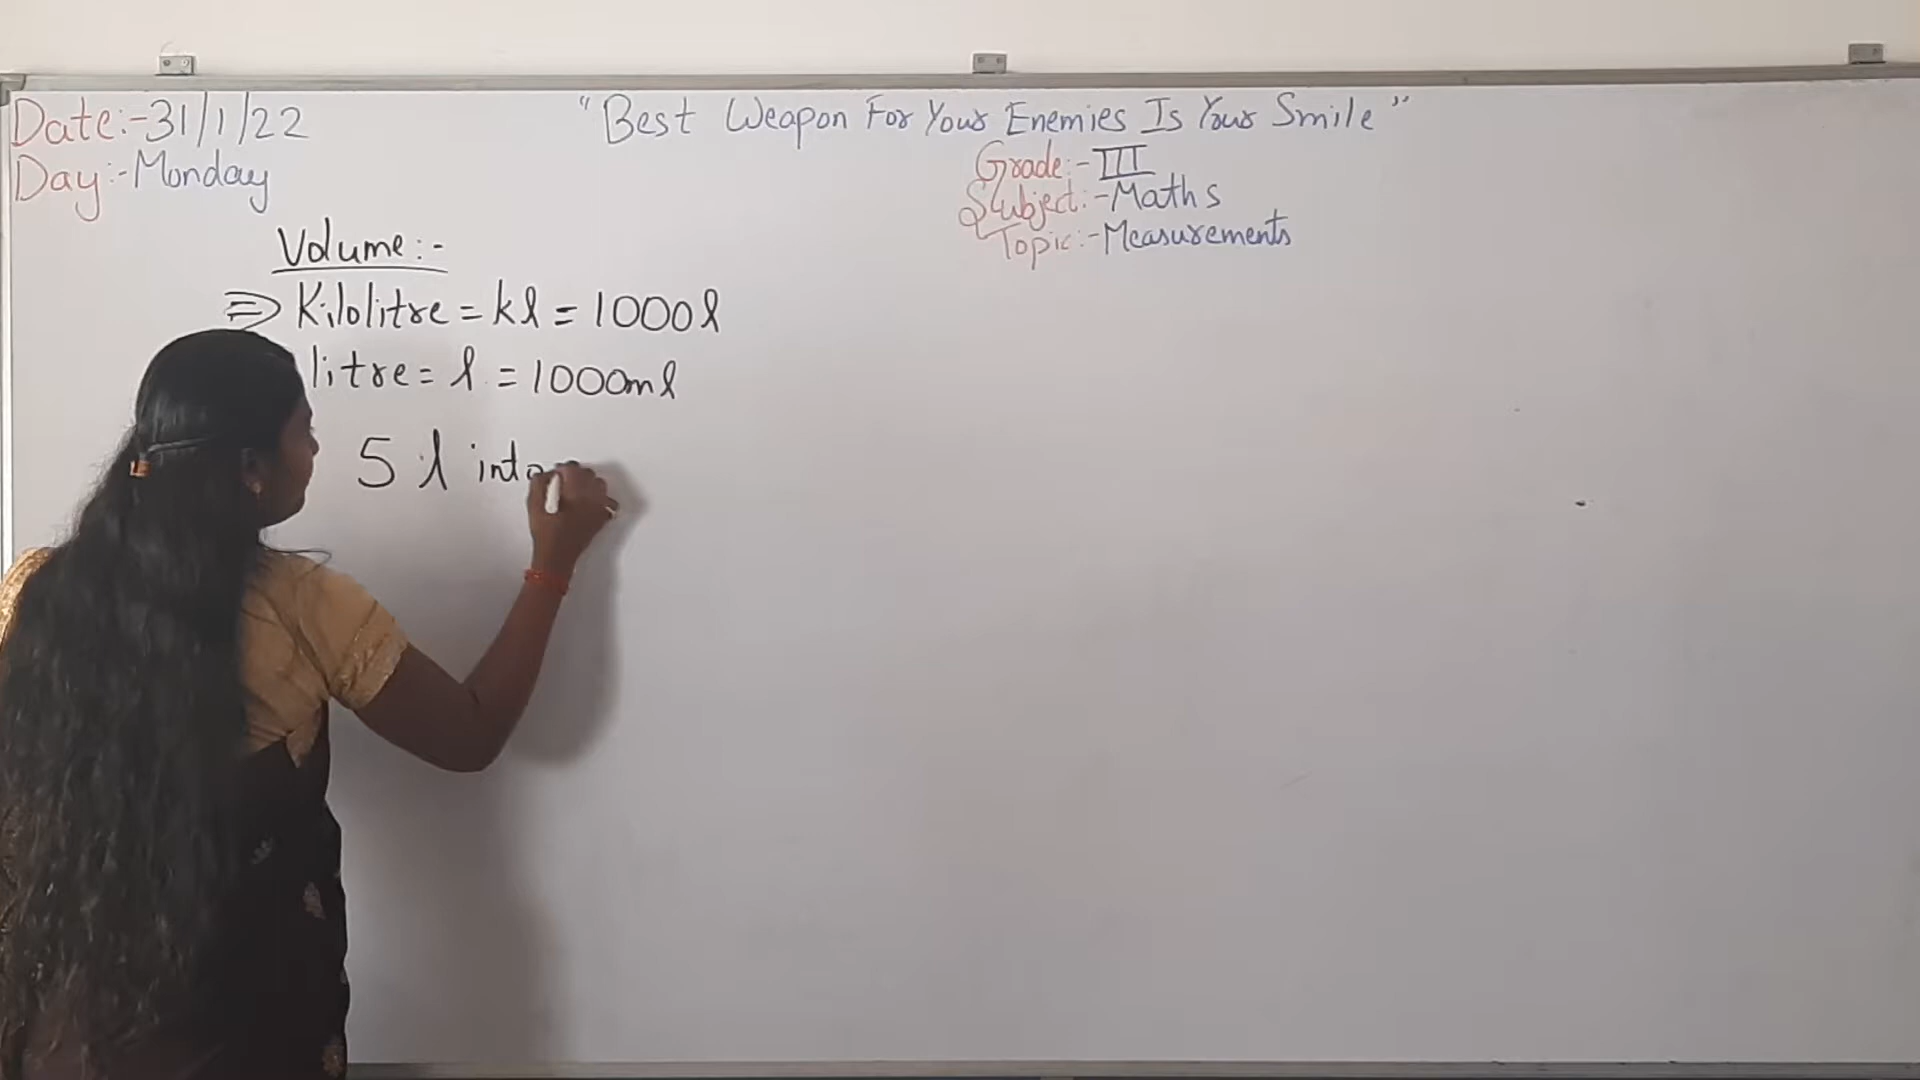 Date:-31/1/22
"Best Weapon For Your Enemies Is Your Smile"
Day:-Monday
Grade:-III
Subject:-Maths
Topic:-Measurements
Volume:-
⇒ Kilolitre = kl = 1000l
litre = l = 1000ml
5 l into